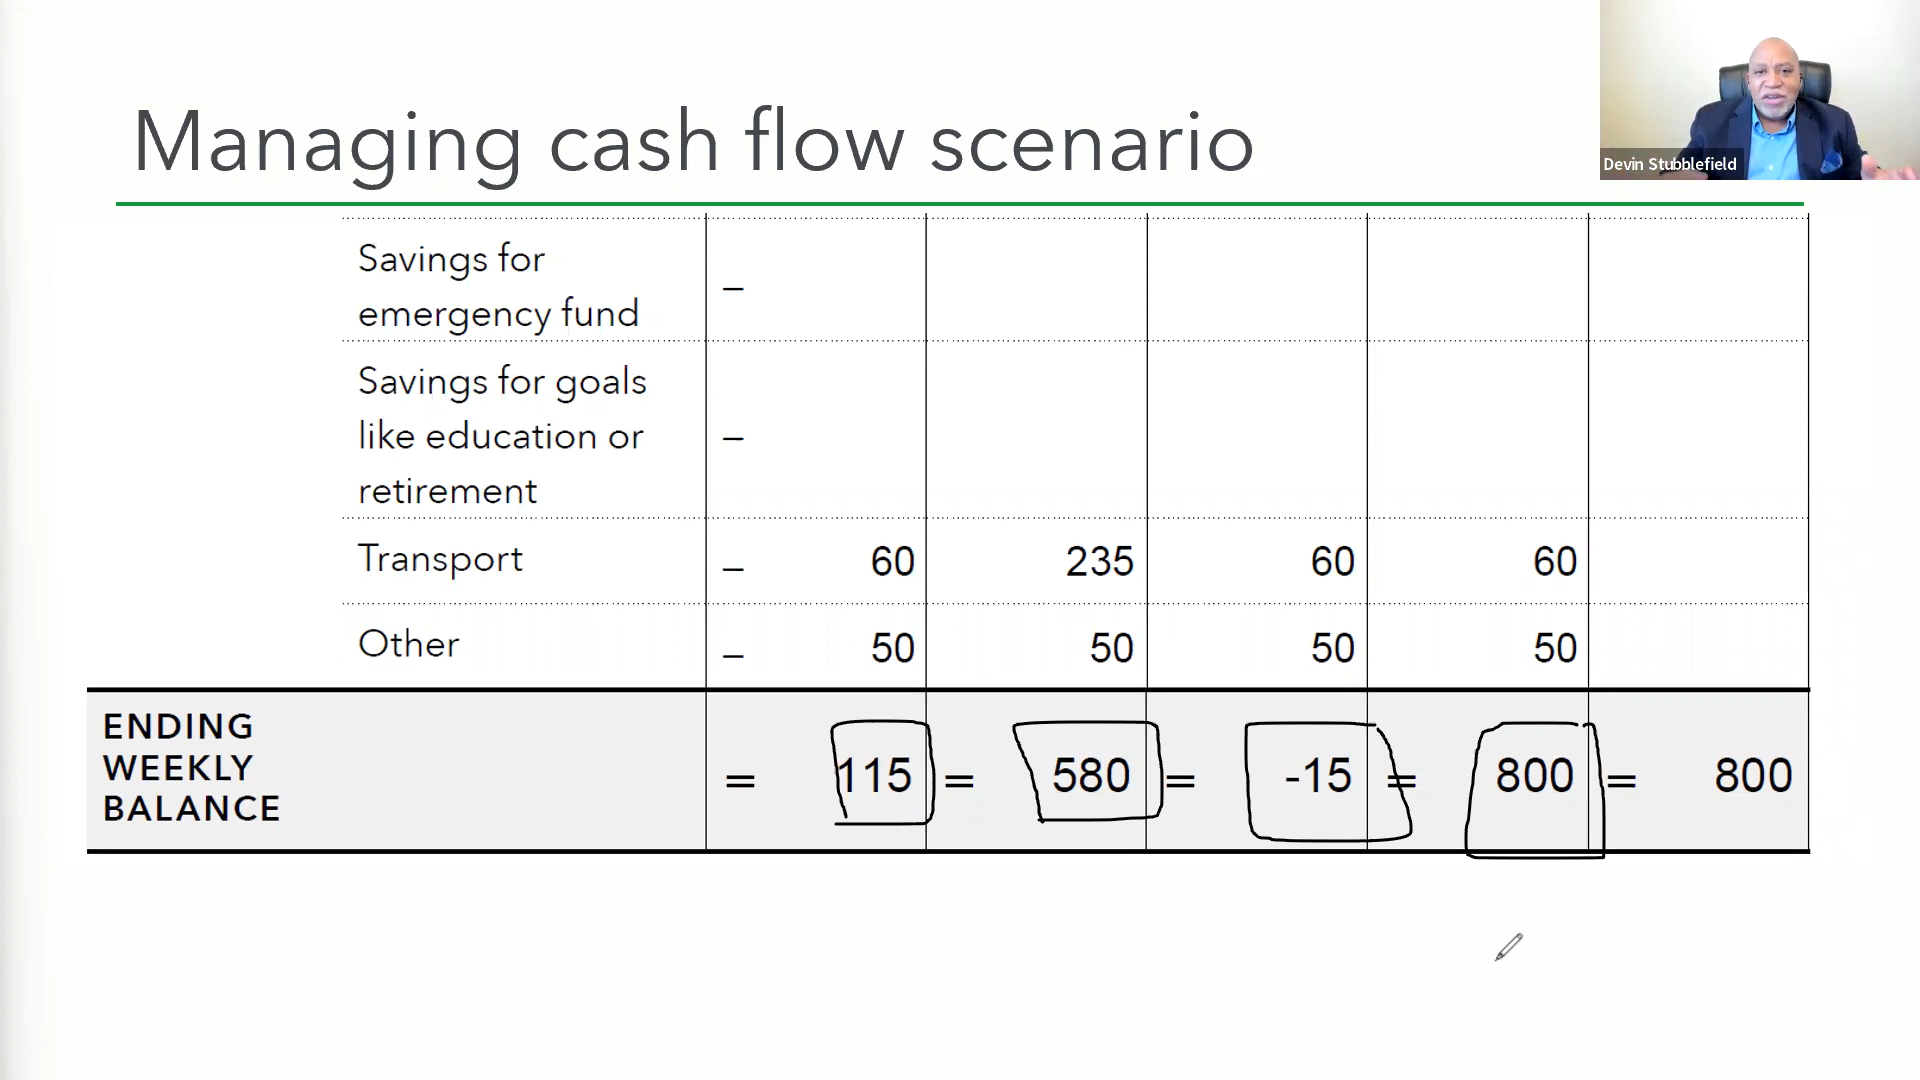 Managing cash flow scenario
Devin Stubblefield
Savings for
emergency fund
–
Savings for goals
like education or
retirement
–
Transport – 60 235 60 60
Other – 50 50 50 50
ENDING
WEEKLY
BALANCE
= 115 = 580 = -15 = 800 = 800